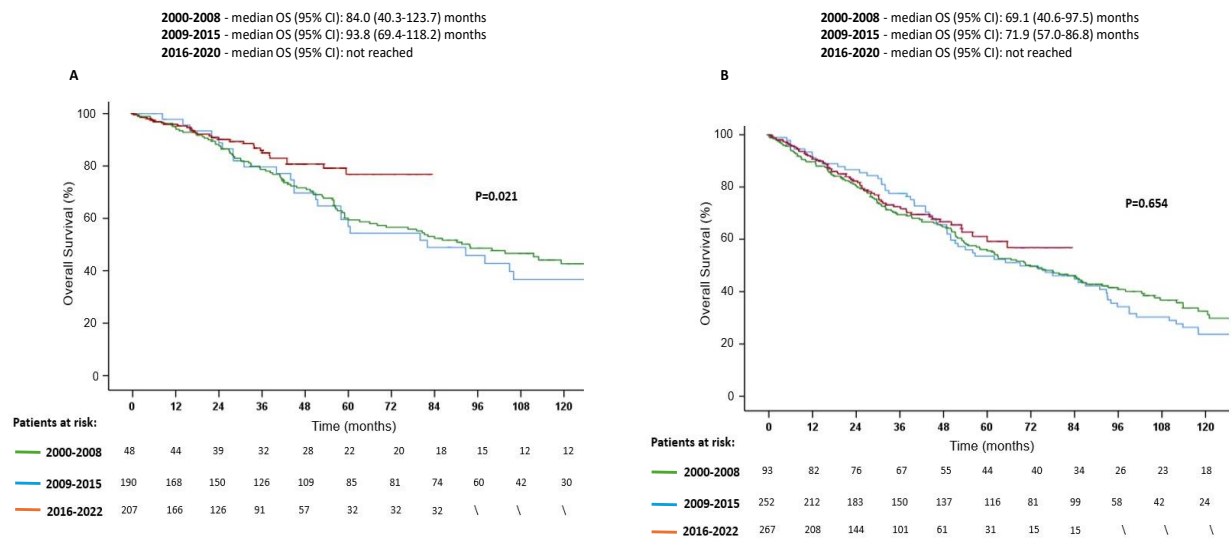 2000-2008 - median OS (95% CI): 84.0 (40.3-123.7) months
2009-2015 - median OS (95% CI): 93.8 (69.4-118.2) months
2016-2020 - median OS (95% CI): not reached
A
100
80
60
40
20
0
Overall Survival (%)
P=0.021
0 12 24 36 48 60 72 84 96 108 120
Time (months)
Patients at risk:
2000-2008 48 44 39 32 28 22 20 18 15 12 12
2009-2015 190 168 150 126 109 85 81 74 60 42 30
2016-2022 207 166 126 91 57 32 32 32 \ \ \
2000-2008 - median OS (95% CI): 69.1 (40.6-97.5) months
2009-2015 - median OS (95% CI): 71.9 (57.0-86.8) months
2016-2020 - median OS (95% CI): not reached
B
100
80
60
40
20
0
Overall Survival (%)
P=0.654
0 12 24 36 48 60 72 84 96 108 120
Time (months)
Patients at risk:
2000-2008 93 82 76 67 55 44 40 34 26 23 18
2009-2015 252 212 183 150 137 116 81 99 58 42 24
2016-2022 267 208 144 101 61 31 15 15 \ \ \